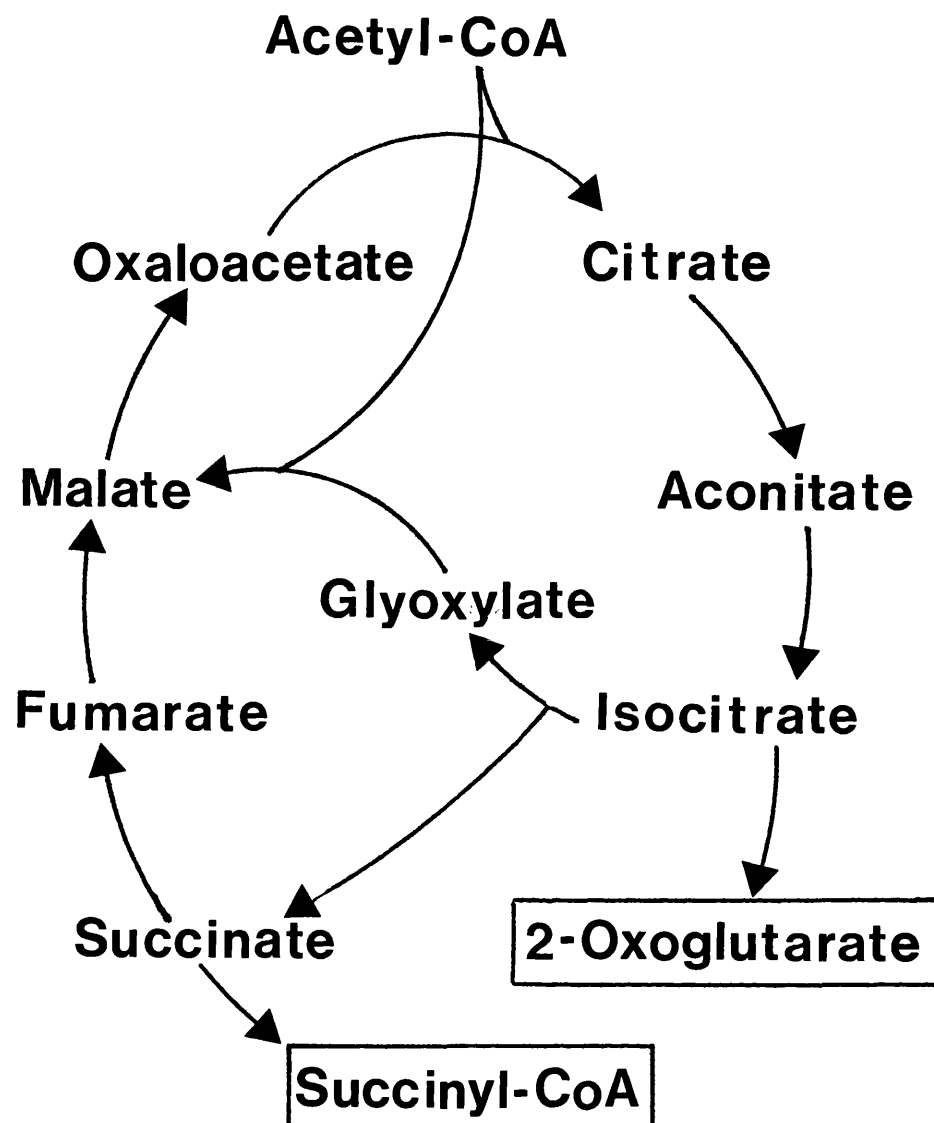 Acetyl-CoA
Oxaloacetate
Citrate
Malate
Aconitate
Glyoxylate
Fumarate
Isocitrate
Succinate
2-Oxoglutarate
Succinyl-CoA